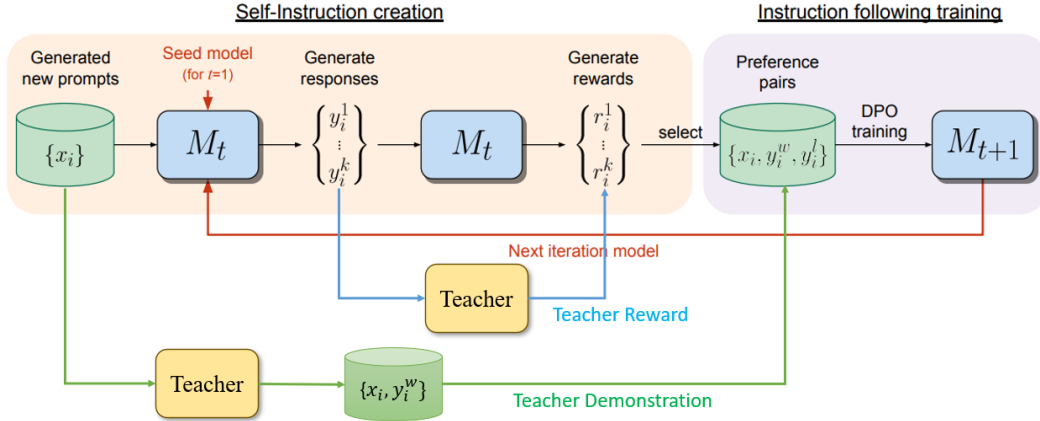 Self-Instruction creation
Instruction following training
Generated
new prompts
Seed model
(for t=1)
Generate
responses
Generate
rewards
Preference
pairs
{x_i}
M_t
{y_i^1
⋮
y_i^k}
M_t
{r_i^1
⋮
r_i^k}
select
{x_i, y_i^w, y_i^l}
DPO
training
M_{t+1}
Next iteration model
Teacher
Teacher Reward
Teacher
{x_i, y_i^w}
Teacher Demonstration